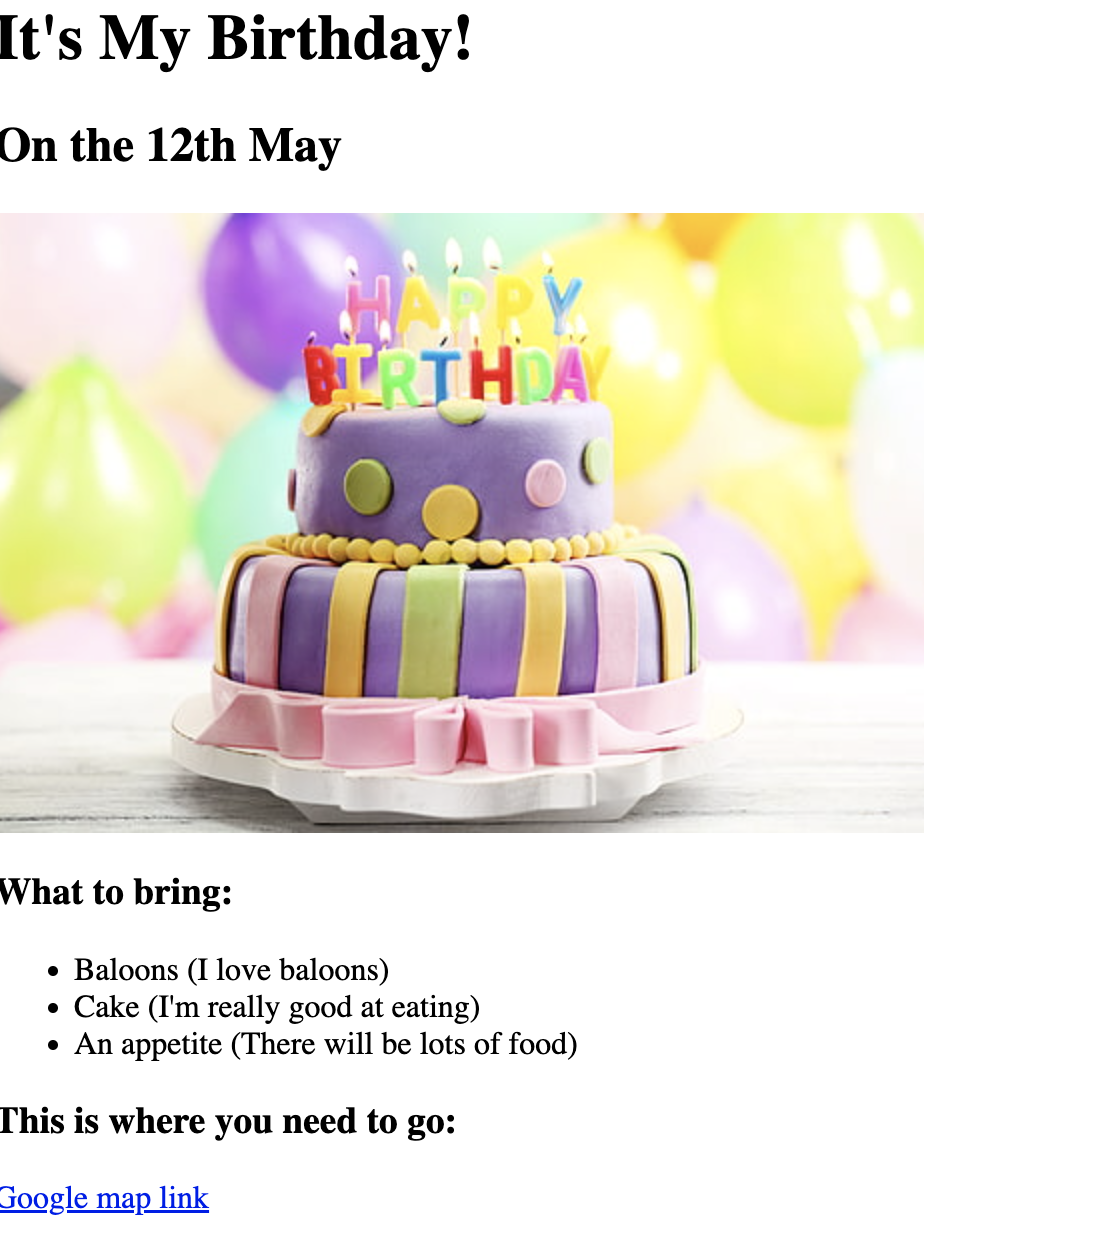 It's My Birthday!
On the 12th May
HAPPY
BIRTHDAY
What to bring:
Baloons (I love baloons)
Cake (I'm really good at eating)
An appetite (There will be lots of food)
This is where you need to go:
Google map link